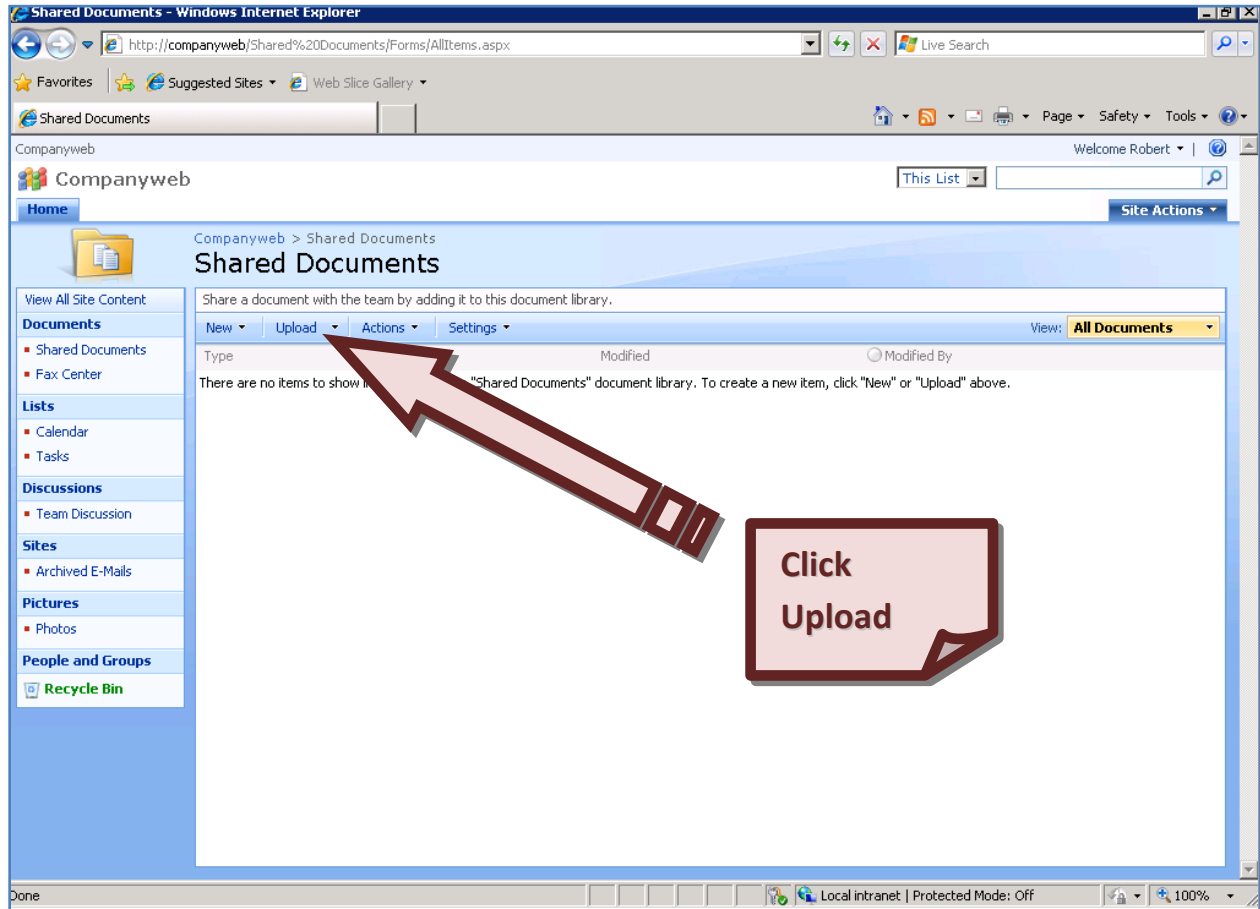 Shared Documents - Windows Internet Explorer
http://companyweb/Shared%20Documents/Forms/AllItems.aspx
Live Search
Favorites
Suggested Sites
Web Slice Gallery
Shared Documents
Page
Safety
Tools
Companyweb
Welcome Robert
Companyweb
This List
Home
Site Actions
Companyweb > Shared Documents
Shared Documents
View All Site Content
Share a document with the team by adding it to this document library.
Documents
New
Upload
Actions
Settings
View: All Documents
Shared Documents
Fax Center
Lists
Calendar
Tasks
Discussions
Team Discussion
Sites
Archived E-Mails
Pictures
Photos
People and Groups
Recycle Bin
Type
Modified
Modified By
There are no items to show "Shared Documents" document library. To create a new item, click "New" or "Upload" above.
Click
Upload
Done
Local intranet | Protected Mode: Off
100%